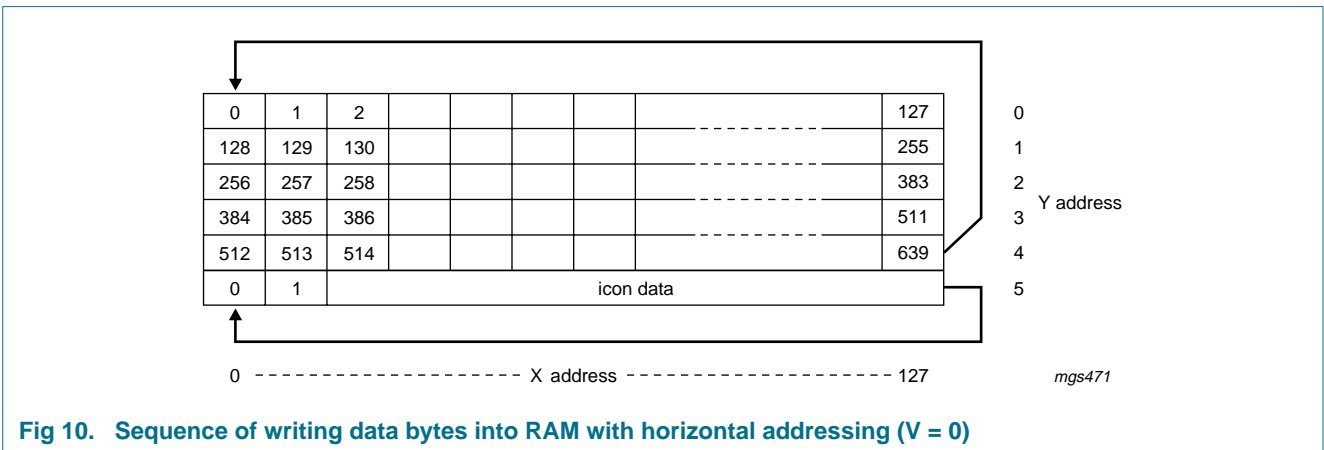 0 1 2 127 0
128 129 130 255 1
256 257 258 383 2
Y address
384 385 386 511 3
512 513 514 639 4
0 1 icon data 5
0 X address 127 mgs471
Fig 10. Sequence of writing data bytes into RAM with horizontal addressing (V = 0)